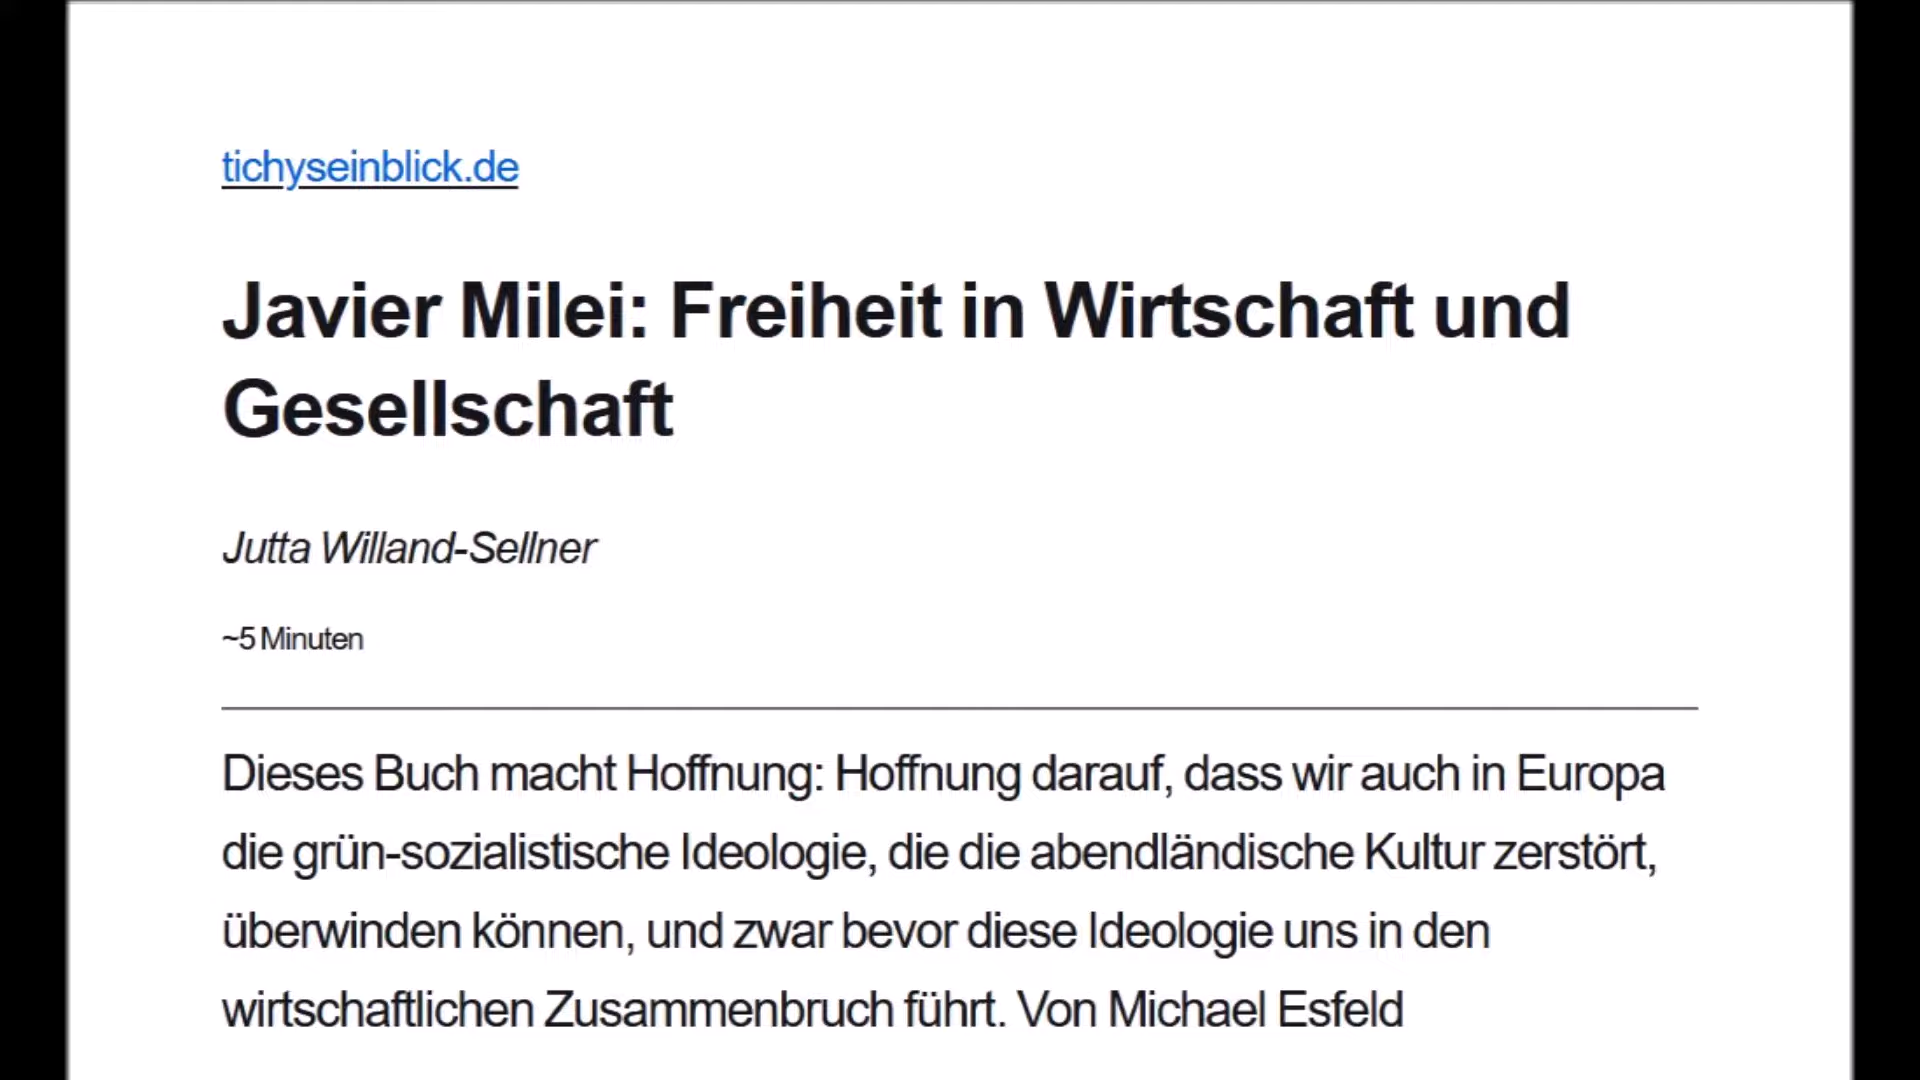 tichyseinblick.de
Javier Milei: Freiheit in Wirtschaft und
Gesellschaft
Jutta Willand-Sellner
~5 Minuten
Dieses Buch macht Hoffnung: Hoffnung darauf, dass wir auch in Europa
die grün-sozialistische Ideologie, die die abendländische Kultur zerstört,
überwinden können, und zwar bevor diese Ideologie uns in den
wirtschaftlichen Zusammenbruch führt. Von Michael Esfeld